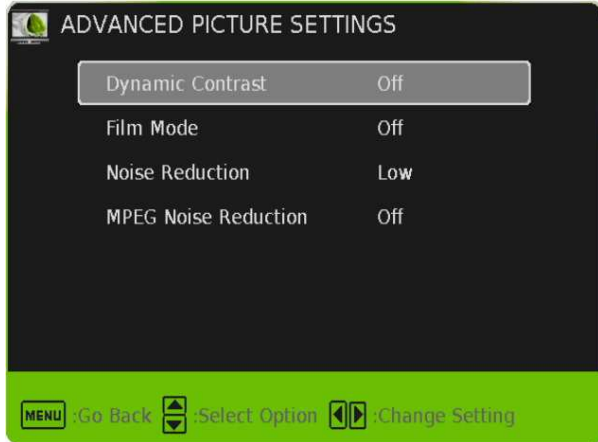 ADVANCED PICTURE SETTINGS
Dynamic Contrast Off
Film Mode Off
Noise Reduction Low
MPEG Noise Reduction Off
MENU :Go Back :Select Option :Change Setting